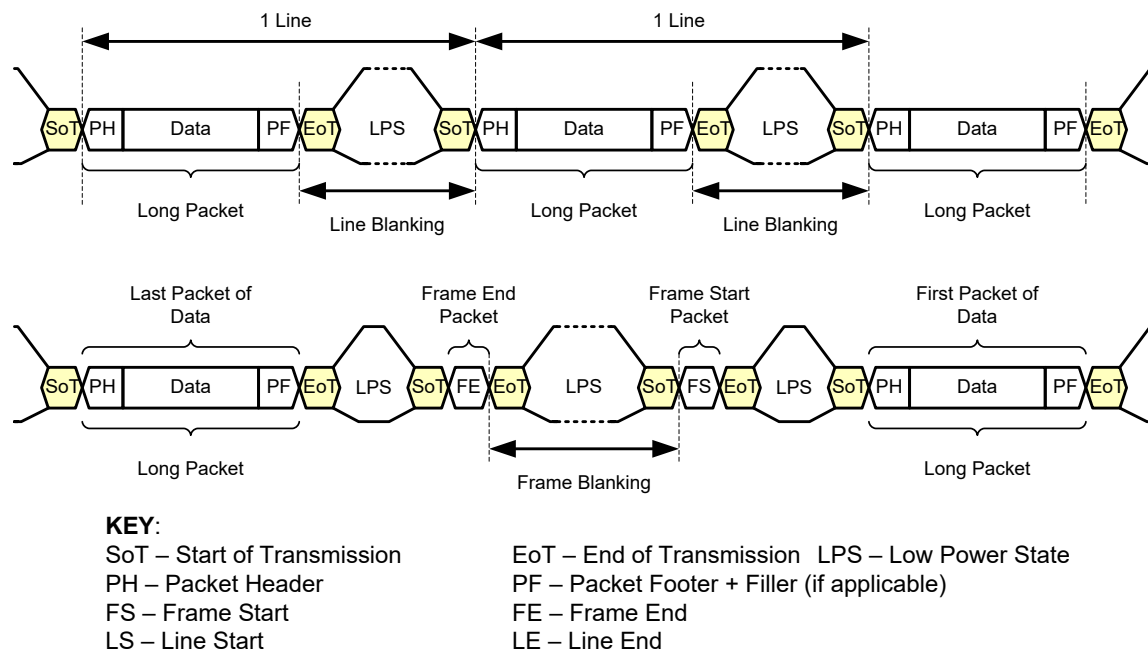 1 Line 1 Line
SoT PH Data PF EoT LPS SoT PH Data PF EoT LPS SoT PH Data PF EoT
Long Packet Long Packet Long Packet
Line Blanking Line Blanking
Last Packet of Data Frame End Packet Frame Start Packet First Packet of Data
SoT PH Data PF EoT LPS SoT FE EoT LPS SoT FS EoT LPS SoT PH Data PF EoT
Long Packet Long Packet
Frame Blanking
KEY:
SoT – Start of Transmission EoT – End of Transmission LPS – Low Power State
PH – Packet Header PF – Packet Footer + Filler (if applicable)
FS – Frame Start FE – Frame End
LS – Line Start LE – Line End